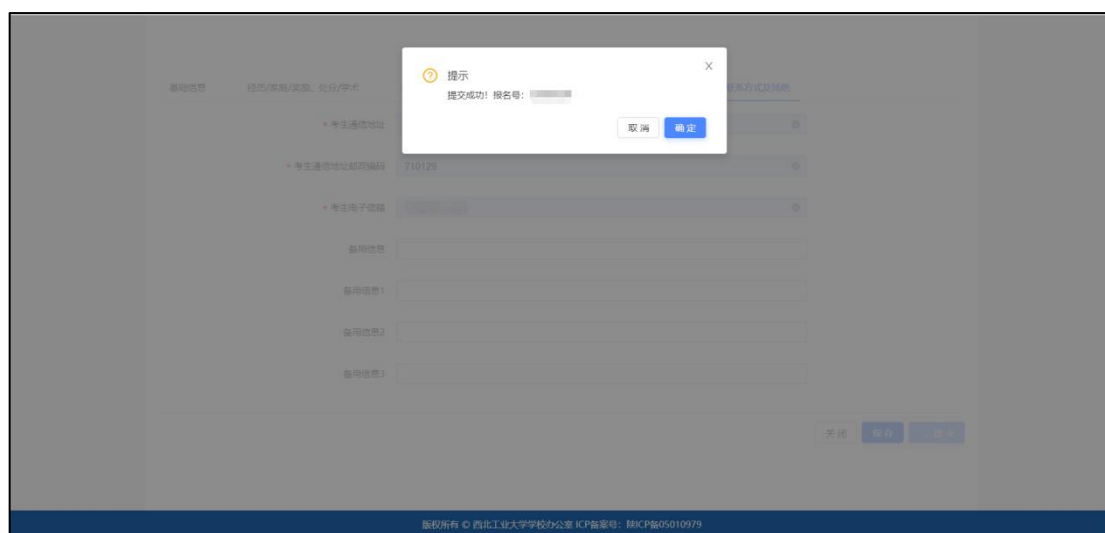 提示
提交成功！报名号：
取消 确定
基础信息 经历/家庭/奖励、处分/学术 联系方式及其他
* 考生通信地址
* 考生通信地址邮政编码 710129
* 考生电子信箱
备用信息
备用信息1
备用信息2
备用信息3
关闭 保存
版权所有 © 西北工业大学学校办公室 ICP备案号：陕ICP备05010979